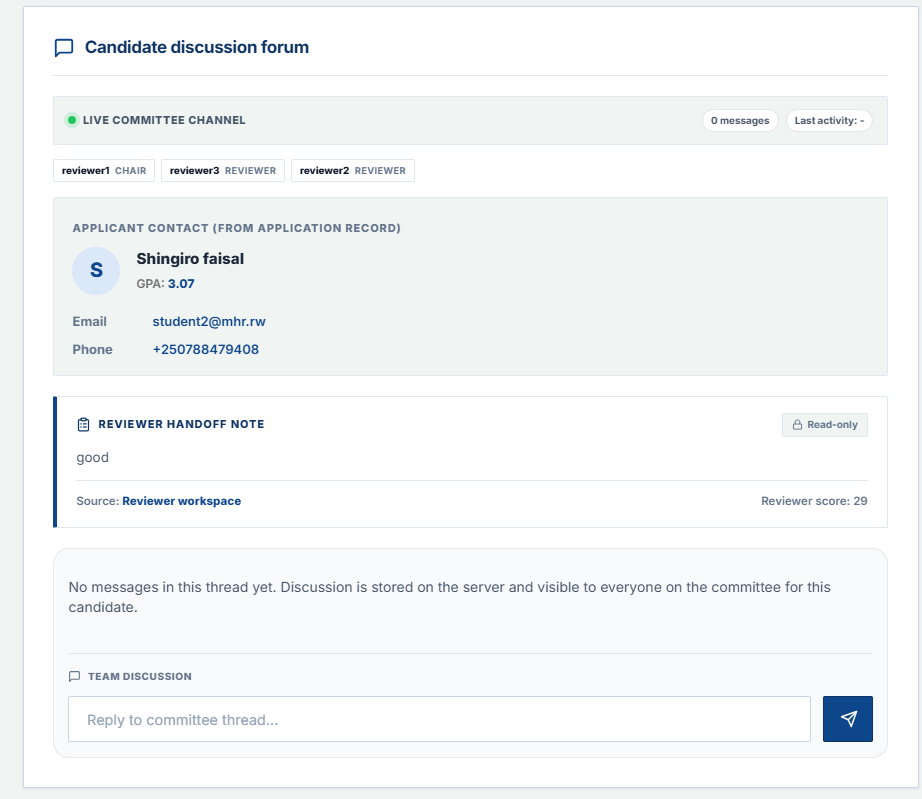 Candidate discussion forum
LIVE COMMITTEE CHANNEL 0 messages Last activity: -
reviewer1 CHAIR reviewer3 REVIEWER reviewer2 REVIEWER
APPLICANT CONTACT (FROM APPLICATION RECORD)
S
Shingiro faisal
GPA: 3.07
Email student2@mhr.rw
Phone +250788479408
REVIEWER HANDOFF NOTE Read-only
good
Source: Reviewer workspace Reviewer score: 29
No messages in this thread yet. Discussion is stored on the server and visible to everyone on the committee for this
candidate.
TEAM DISCUSSION
Reply to committee thread...